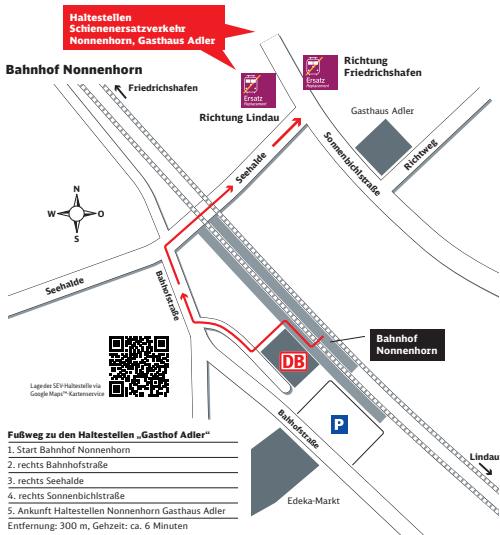 Haltestellen
Schienenersatzverkehr
Nonnenhorn, Gasthaus Adler
Bahnhof Nonnenhorn
Friedrichshafen
Ersatz
Replacement
Richtung Lindau
Ersatz
Replacement
Richtung
Friedrichshafen
Gasthaus Adler
Sonnenbichlstraße
Richtweg
Seehalde
N
W
O
S
Seehalde
Bahhofstraße
Lage der SEV-Haltestelle via
Google Maps™-Kartenservice
DB
Bahnhof
Nonnenhorn
P
Bahhofstraße
Lindau
Edeka-Markt
Fußweg zu den Haltestellen „Gasthof Adler“
1. Start Bahnhof Nonnenhorn
2. rechts Bahnhofstraße
3. rechts Seehalde
4. rechts Sonnenbichlstraße
5. Ankunft Haltestellen Nonnenhorn Gasthaus Adler
Entfernung: 300 m, Gehzeit: ca. 6 Minuten